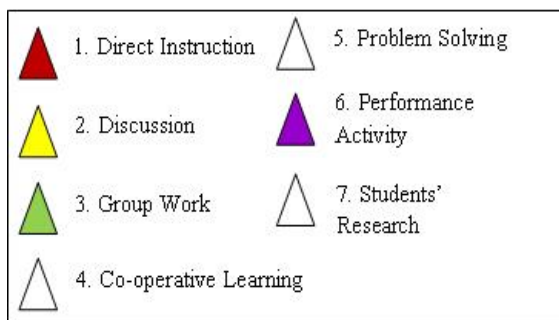 1. Direct Instruction
2. Discussion
3. Group Work
4. Co-operative Learning
5. Problem Solving
6. Performance
Activity
7. Students'
Research